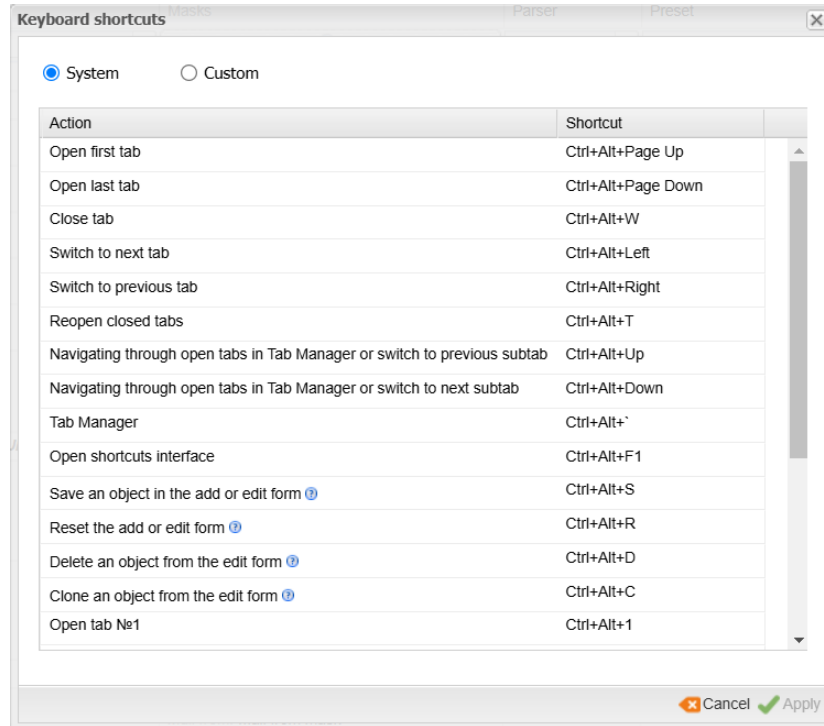 Masks Parser Preset
Keyboard shortcuts
System Custom
Action Shortcut
Open first tab Ctrl+Alt+Page Up
Open last tab Ctrl+Alt+Page Down
Close tab Ctrl+Alt+W
Switch to next tab Ctrl+Alt+Left
Switch to previous tab Ctrl+Alt+Right
Reopen closed tabs Ctrl+Alt+T
Navigating through open tabs in Tab Manager or switch to previous subtab Ctrl+Alt+Up
Navigating through open tabs in Tab Manager or switch to next subtab Ctrl+Alt+Down
Tab Manager Ctrl+Alt+`
Open shortcuts interface Ctrl+Alt+F1
Save an object in the add or edit form Ctrl+Alt+S
Reset the add or edit form Ctrl+Alt+R
Delete an object from the edit form Ctrl+Alt+D
Clone an object from the edit form Ctrl+Alt+C
Open tab №1 Ctrl+Alt+1
Cancel Apply